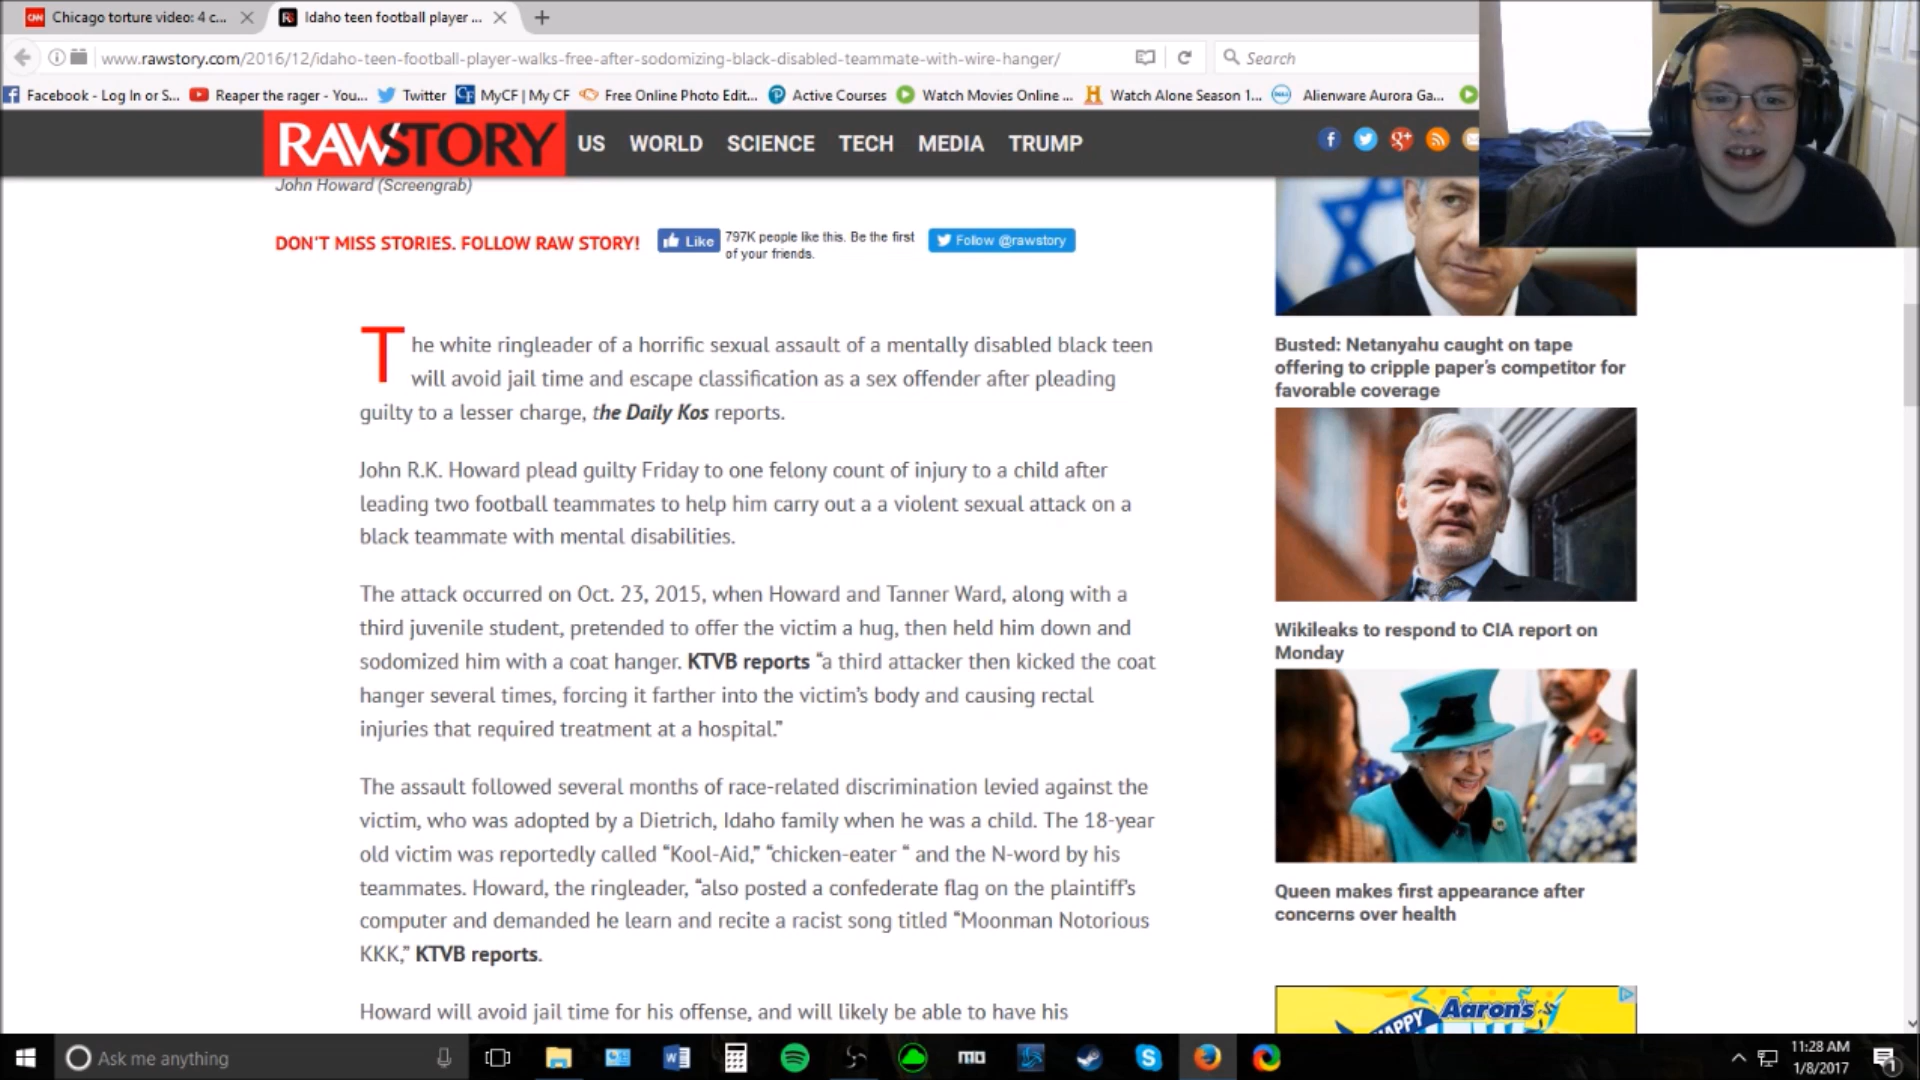 Chicago torture video: 4 c...
Idaho teen football player ...
www.rawstory.com/2016/12/idaho-teen-football-player-walks-free-after-sodomizing-black-disabled-teammate-with-wire-hanger/
Search
Facebook - Log In or S...
Reaper the rager - You...
Twitter
MyCF | My CF
Free Online Photo Edit...
Active Courses
Watch Movies Online ...
Watch Alone Season 1...
Alienware Aurora Ga...
RAWSTORY
US
WORLD
SCIENCE
TECH
MEDIA
TRUMP
John Howard (Screengrab)
DON'T MISS STORIES. FOLLOW RAW STORY!
Like
797K people like this. Be the first
of your friends.
Follow @rawstory
The white ringleader of a horrific sexual assault of a mentally disabled black teen
will avoid jail time and escape classification as a sex offender after pleading
guilty to a lesser charge, the Daily Kos reports.
John R.K. Howard plead guilty Friday to one felony count of injury to a child after
leading two football teammates to help him carry out a a violent sexual attack on a
black teammate with mental disabilities.
The attack occurred on Oct. 23, 2015, when Howard and Tanner Ward, along with a
third juvenile student, pretended to offer the victim a hug, then held him down and
sodomized him with a coat hanger. KTVB reports “a third attacker then kicked the coat
hanger several times, forcing it farther into the victim’s body and causing rectal
injuries that required treatment at a hospital.”
The assault followed several months of race-related discrimination levied against the
victim, who was adopted by a Dietrich, Idaho family when he was a child. The 18-year
old victim was reportedly called “Kool-Aid,” “chicken-eater “ and the N-word by his
teammates. Howard, the ringleader, “also posted a confederate flag on the plaintiff’s
computer and demanded he learn and recite a racist song titled “Moonman Notorious
KKK,” KTVB reports.
Howard will avoid jail time for his offense, and will likely be able to have his
Busted: Netanyahu caught on tape
offering to cripple paper’s competitor for
favorable coverage
Wikileaks to respond to CIA report on
Monday
Queen makes first appearance after
concerns over health
Aaron's
HAPPY
Ask me anything
11:28 AM
1/8/2017